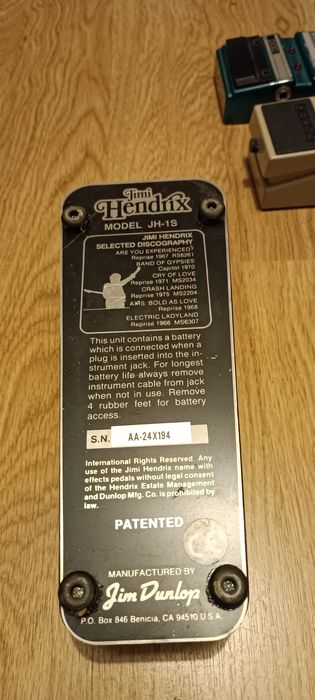 Jimi
Hendrix
MODEL JH-1S
JIMI HENDRIX
SELECTED DISCOGRAPHY
ARE YOU EXPERIENCED?
Reprise 1967 RS6261
BAND OF GYPSIES
Capitol 1970
CRY OF LOVE
Reprise 1971 MS2034
CRASH LANDING
Reprise 1975 MS2204
AXIS: BOLD AS LOVE
Reprise 1968
ELECTRIC LADYLAND
Reprise 1968 MS6307
This unit contains a battery
which is connected when a
plug is inserted into the in-
strument jack. For longest
battery life always remove
instrument cable from jack
when not in use. Remove
4 rubber feet for battery
access.
S.N. AA-24X194
International Rights Reserved. Any
use of the Jimi Hendrix name with
effects pedals without legal consent
of the Hendrix Estate Management
and Dunlop Mfg. Co. is prohibited by
law.
PATENTED
MANUFACTURED BY
Jim Dunlop
P.O. Box 846 Benicia, CA 94510 U.S.A.